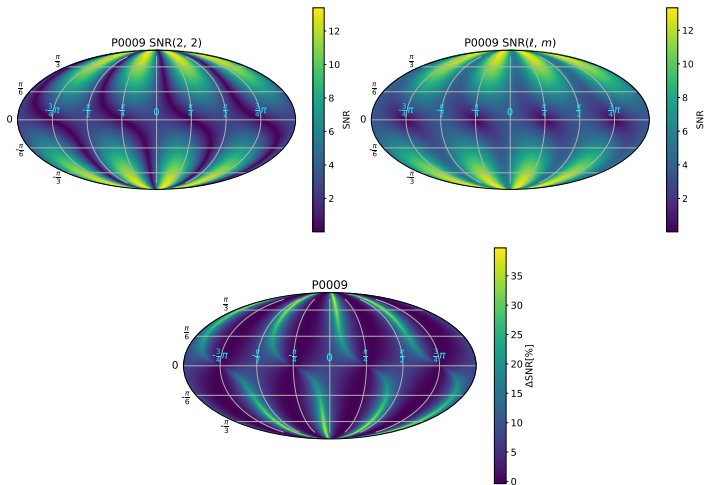 P0009 SNR(2, 2)
π/3
π/6
0
-π/6
-π/3
-3/4π
-π/2
-π/4
0
π/4
π/2
3/4π
12
10
8
6
4
2
SNR
P0009 SNR(ℓ, m)
π/3
π/6
0
-π/6
-π/3
-3/4π
-π/2
-π/4
0
π/4
π/2
3/4π
12
10
8
6
4
2
SNR
P0009
π/3
π/6
0
-π/6
-π/3
-3/4π
-π/2
-π/4
0
π/4
π/2
3/4π
35
30
25
20
15
10
5
0
ΔSNR[%]